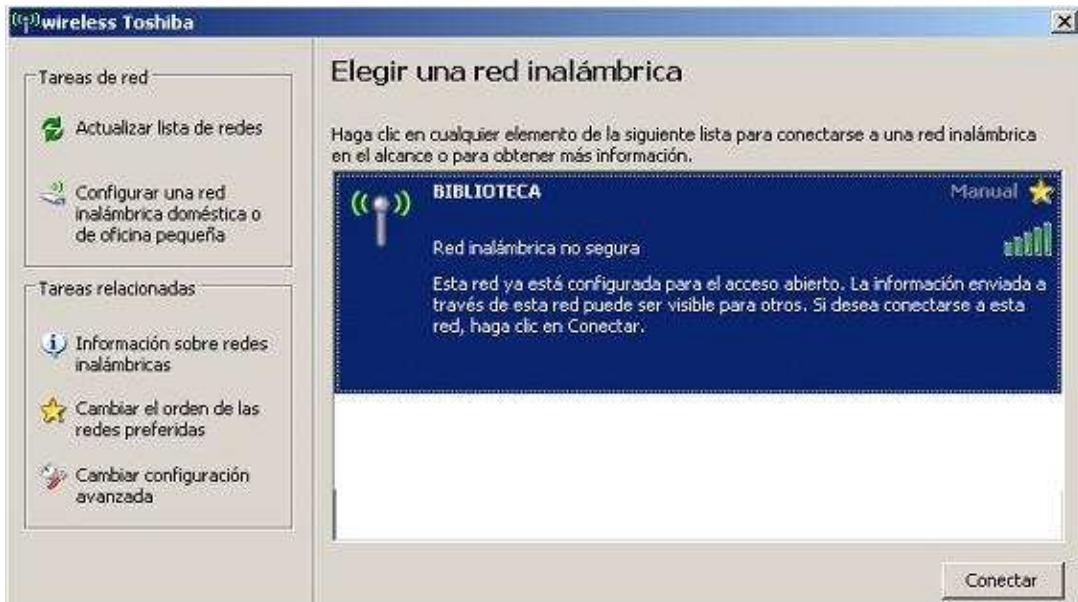 wireless Toshiba
Tareas de red
Actualizar lista de redes
Configurar una red
inalámbrica doméstica o
de oficina pequeña
Tareas relacionadas
Información sobre redes
inalámbricas
Cambiar el orden de las
redes preferidas
Cambiar configuración
avanzada
Elegir una red inalámbrica
Haga clic en cualquier elemento de la siguiente lista para conectarse a una red inalámbrica
en el alcance o para obtener más información.
BIBLIOTECA
Manual
Red inalámbrica no segura
Esta red ya está configurada para el acceso abierto. La información enviada a
través de esta red puede ser visible para otros. Si desea conectarse a esta
red, haga clic en Conectar.
Conectar